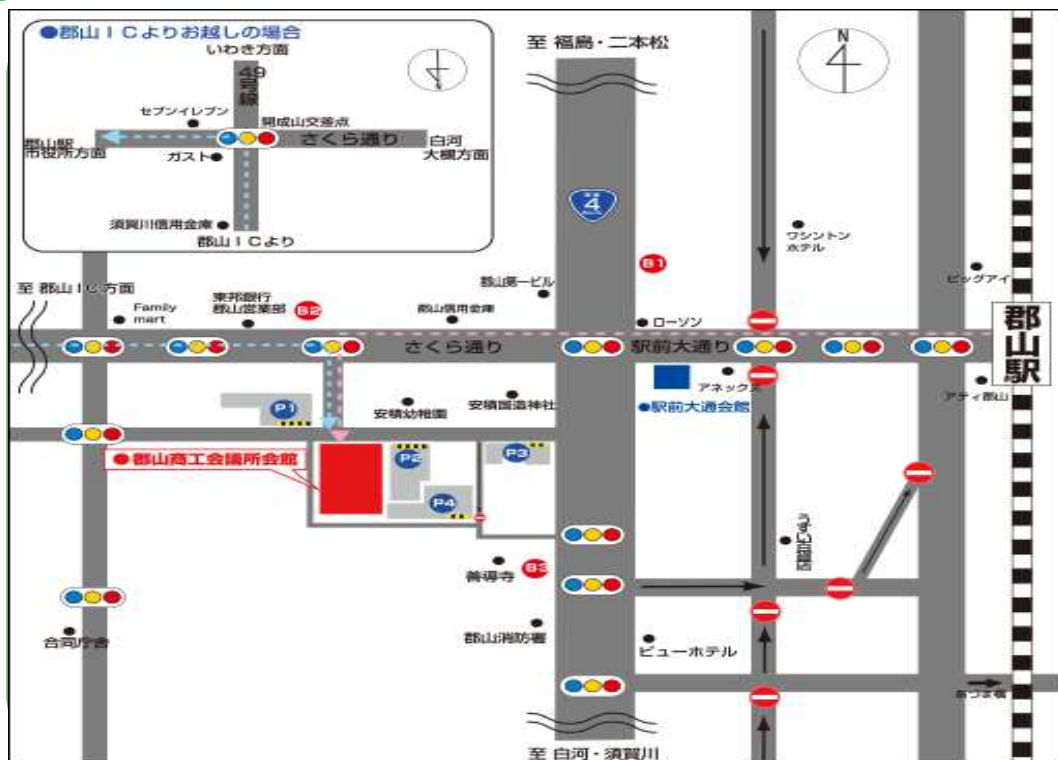 ●郡山ICよりお越しの場合
いわき方面
49号線
セブンイレブン
開成山交差点
郡山駅
市役所方面
さくら通り
白河
大槻方面
ガスト
須賀川信用金庫
郡山ICより
至 福島・二本松
N
4
ワシントン
ホテル
B1
ビッグアイ
至 郡山IC方面
Family
mart
東邦銀行
郡山営業部
B2
郡山第一ビル
郡山信用金庫
ローソン
さくら通り
駅前大通り
郡山駅
アネックス
アティ郡山
●駅前大通会館
P1
安積幼稚園
安積国造神社
●郡山商工会議所会館
P2
P3
P4
善導寺
B3
合同庁舎
郡山消防署
ビューホテル
至 白河・須賀川